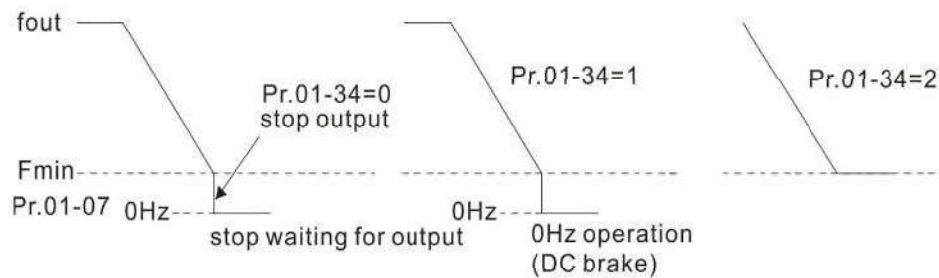 fout
Pr.01-34=0
stop output
Fmin
Pr.01-07
0Hz
stop waiting for output
Pr.01-34=1
0Hz
0Hz operation
(DC brake)
Pr.01-34=2